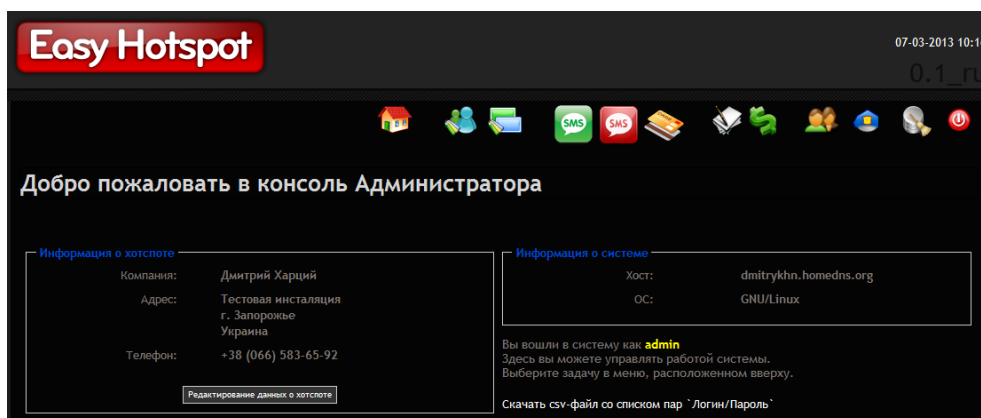 Easy Hotspot
07-03-2013 10:1
0.1_ru
SMS
SMS
Добро пожаловать в консоль Администратора
Информация о хотспоте
Компания: Дмитрий Харций
Адрес: Тестовая инсталяция
г. Запорожье
Украина
Телефон: +38 (066) 583-65-92
Редактирование данных о хотспоте
Информация о системе
Хост: dmitrykhn.homedns.org
ОС: GNU/Linux
Вы вошли в систему как admin
Здесь вы можете управлять работой системы.
Выберите задачу в меню, расположенном вверху.
Скачать csv-файл со списком пар `Логин/Пароль`